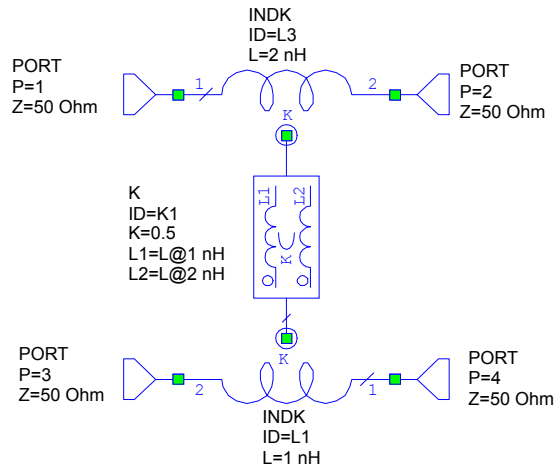 INDK
ID=L3
L=2 nH
PORT
P=1
Z=50 Ohm
1
2
PORT
P=2
Z=50 Ohm
K
K
ID=K1
K=0.5
L1=L@1 nH
L2=L@2 nH
L1
L2
K
K
PORT
P=3
Z=50 Ohm
2
1
PORT
P=4
Z=50 Ohm
INDK
ID=L1
L=1 nH